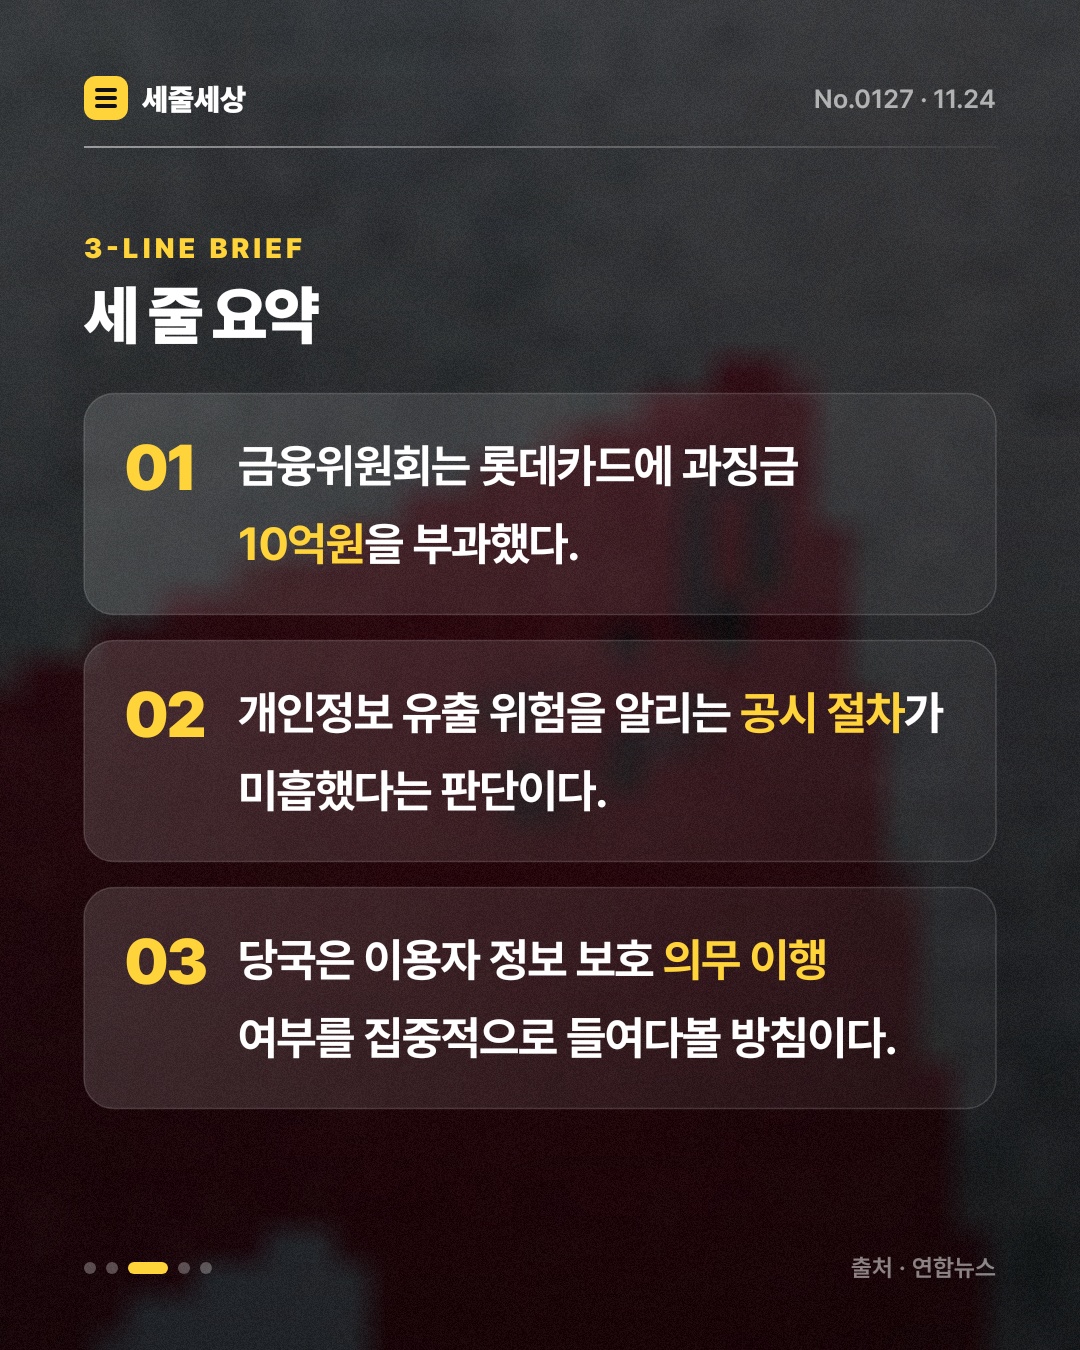 세줄세상
No.0127 · 11.24
3-LINE BRIEF
세 줄 요약
01
금융위원회는 롯데카드에 과징금
10억원을 부과했다.
02
개인정보 유출 위험을 알리는 공시 절차가
미흡했다는 판단이다.
03
당국은 이용자 정보 보호 의무 이행
여부를 집중적으로 들여다볼 방침이다.
출처 · 연합뉴스